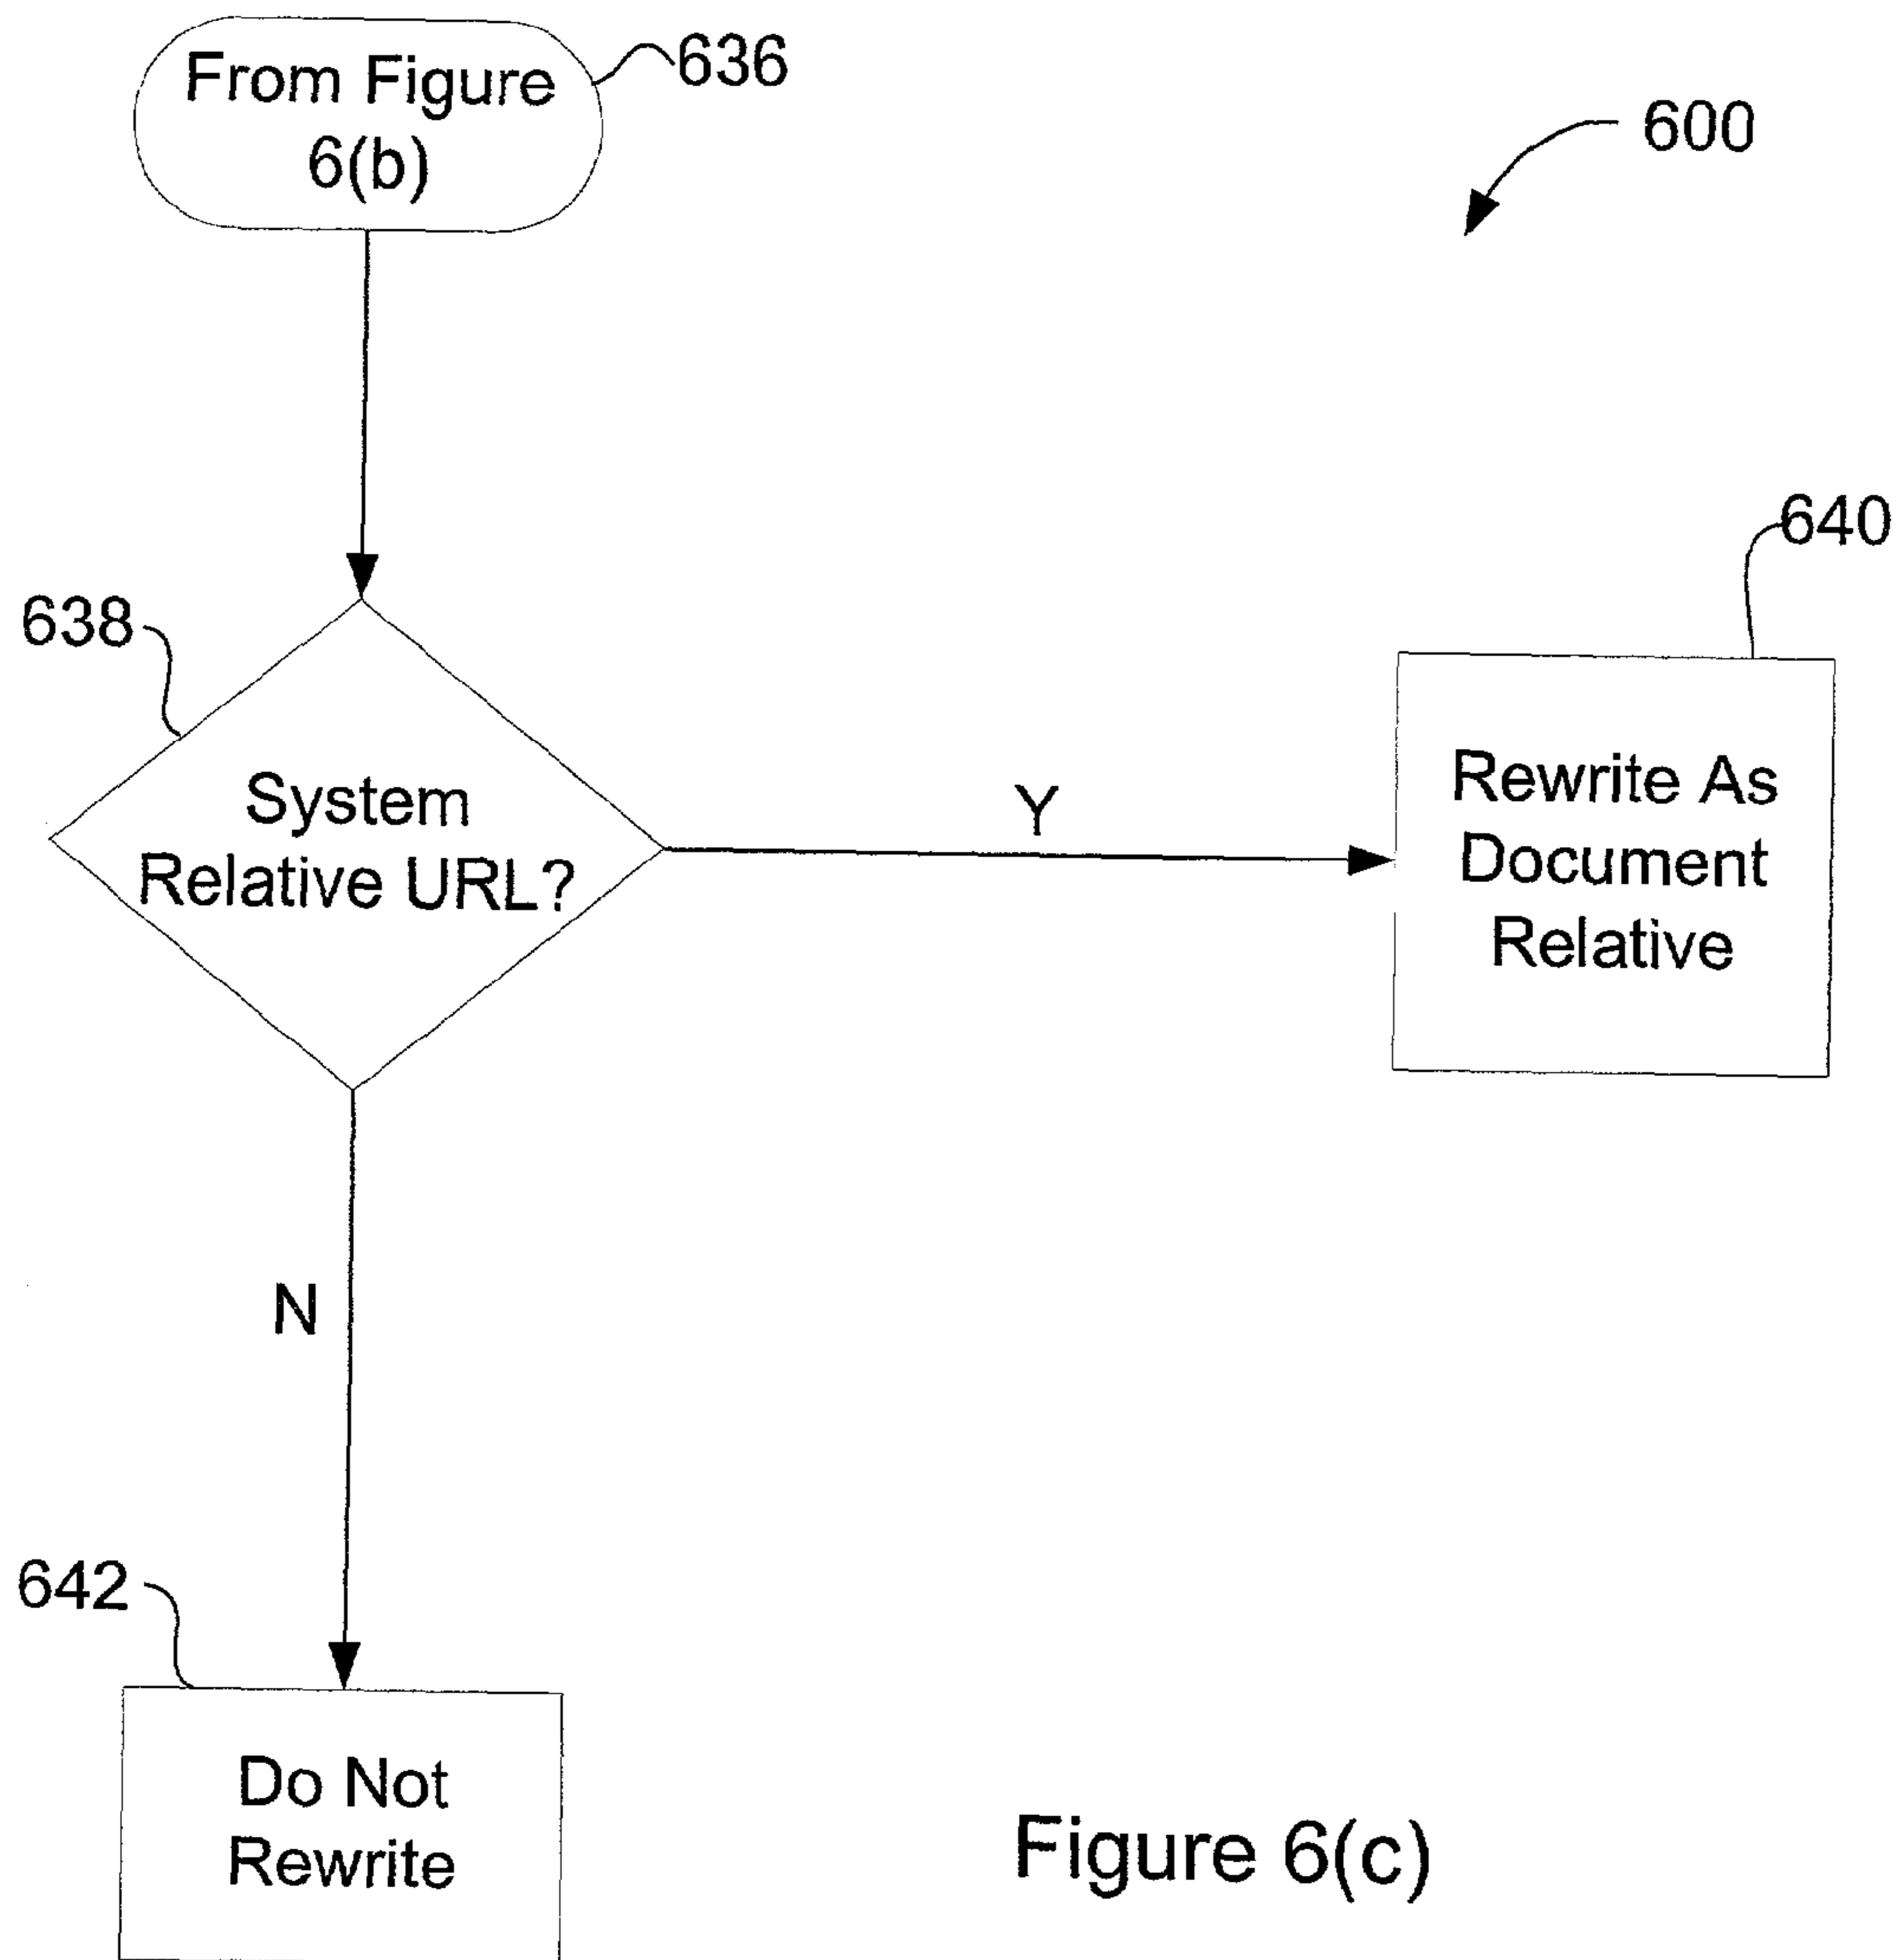 From Figure
6(b)
636
600
638
System
Relative URL?
Y
640
Rewrite As
Document
Relative
N
642
Do Not
Rewrite
Figure 6(c)